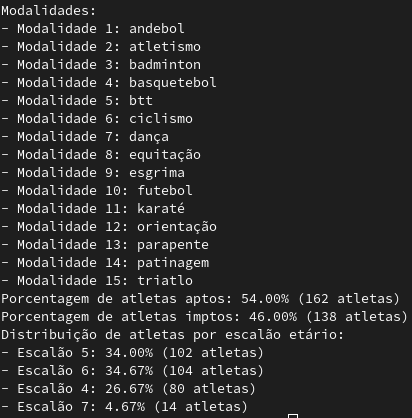 Modalidades:
- Modalidade 1: andebol
- Modalidade 2: atletismo
- Modalidade 3: badminton
- Modalidade 4: basquetebol
- Modalidade 5: btt
- Modalidade 6: ciclismo
- Modalidade 7: dança
- Modalidade 8: equitação
- Modalidade 9: esgrima
- Modalidade 10: futebol
- Modalidade 11: karaté
- Modalidade 12: orientação
- Modalidade 13: parapente
- Modalidade 14: patinagem
- Modalidade 15: triatlo
Porcentagem de atletas aptos: 54.00% (162 atletas)
Porcentagem de atletas imptos: 46.00% (138 atletas)
Distribuição de atletas por escalão etário:
- Escalão 5: 34.00% (102 atletas)
- Escalão 6: 34.67% (104 atletas)
- Escalão 4: 26.67% (80 atletas)
- Escalão 7: 4.67% (14 atletas)